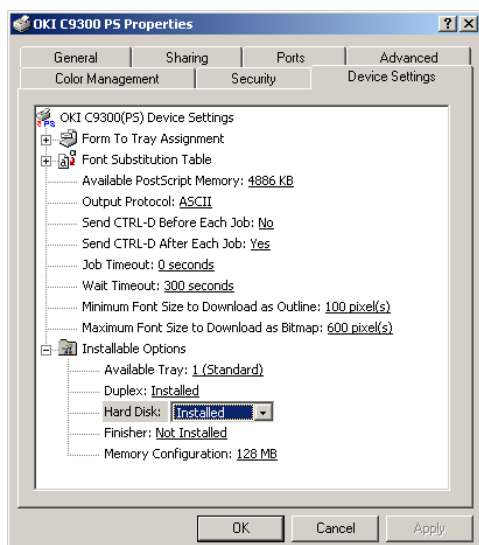 OKI C9300 PS Properties
General Sharing Ports Advanced
Color Management Security Device Settings
OKI C9300(PS) Device Settings
Form To Tray Assignment
Font Substitution Table
Available PostScript Memory: 4886 KB
Output Protocol: ASCII
Send CTRL-D Before Each Job: No
Send CTRL-D After Each Job: Yes
Job Timeout: 0 seconds
Wait Timeout: 300 seconds
Minimum Font Size to Download as Outline: 100 pixel(s)
Maximum Font Size to Download as Bitmap: 600 pixel(s)
Installable Options
Available Tray: 1 (Standard)
Duplex: Installed
Hard Disk: Installed
Finisher: Not Installed
Memory Configuration: 128 MB
OK Cancel Apply